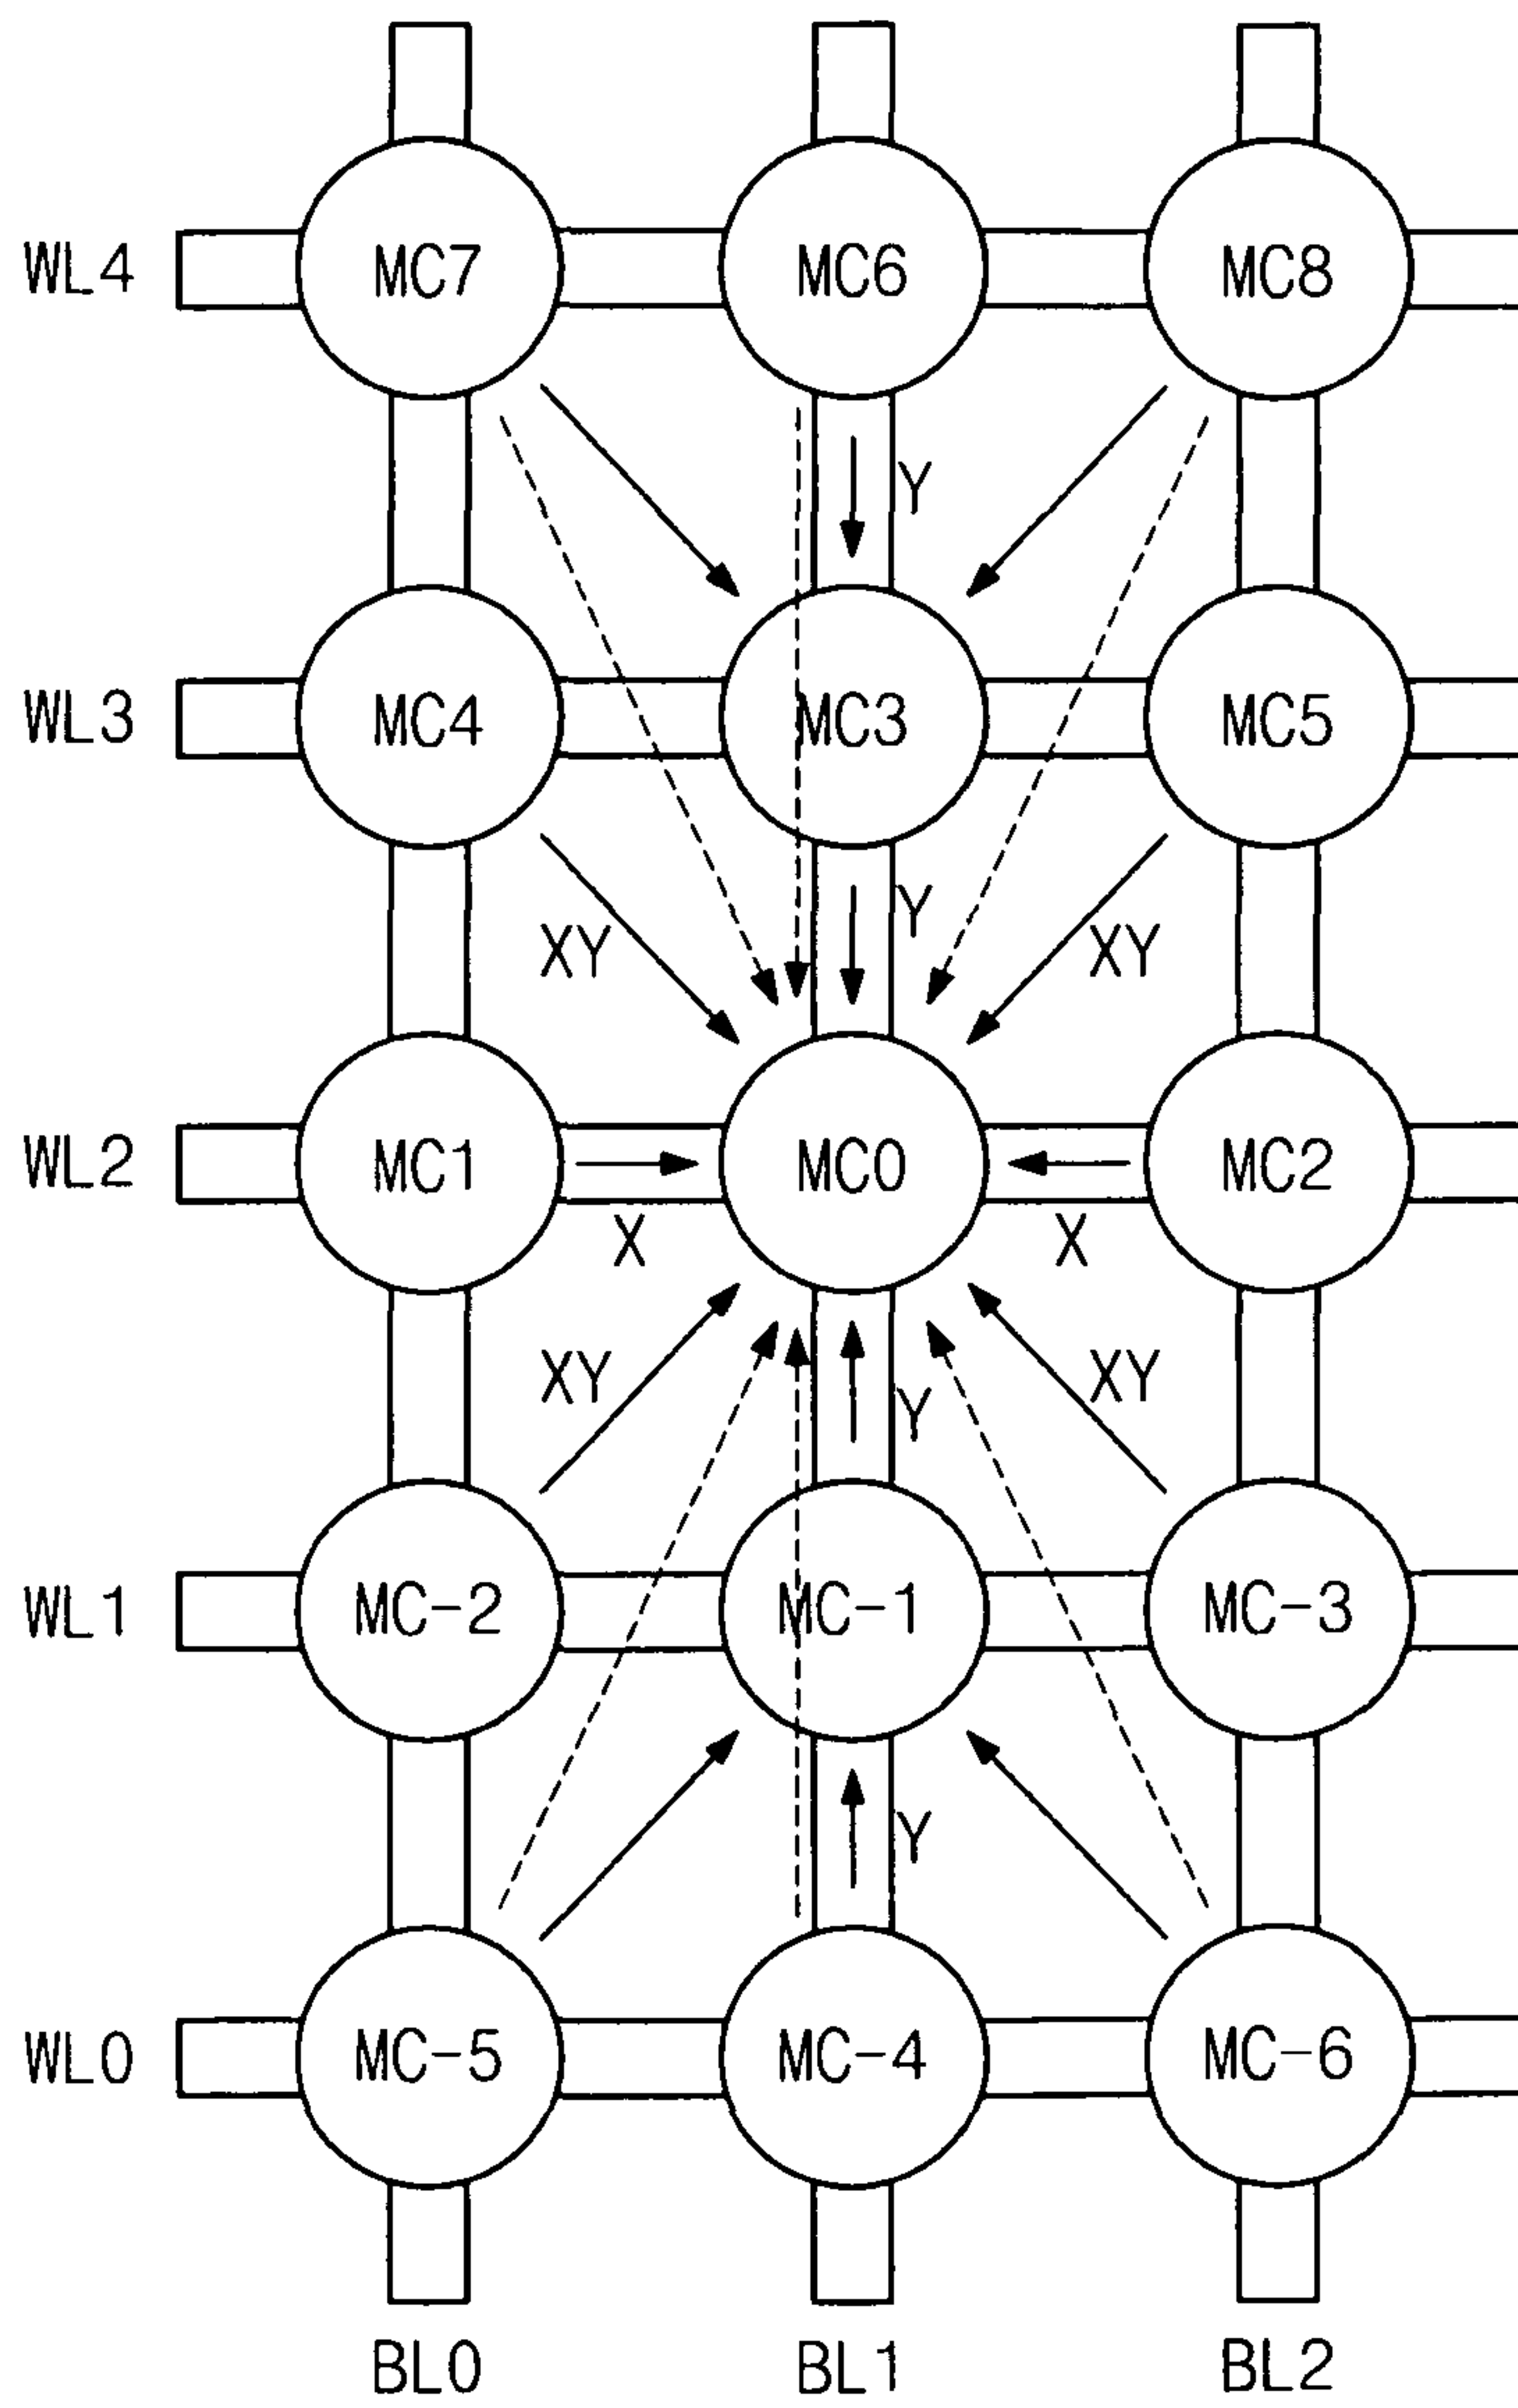 WL4 MC7 MC6 MC8
Y
WL3 MC4 MC3 MC5
Y
XY XY
WL2 MC1 MC0 MC2
X X
XY XY
Y
WL1 MC-2 MC-1 MC-3
Y
WL0 MC-5 MC-4 MC-6
BL0 BL1 BL2